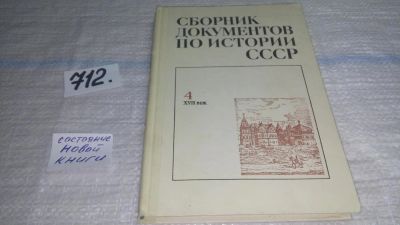 СБОРНИК
ДОКУМЕНТОВ
ПО ИСТОРИИ
СССР
4
XVII век
712.
состояние
новой
книги